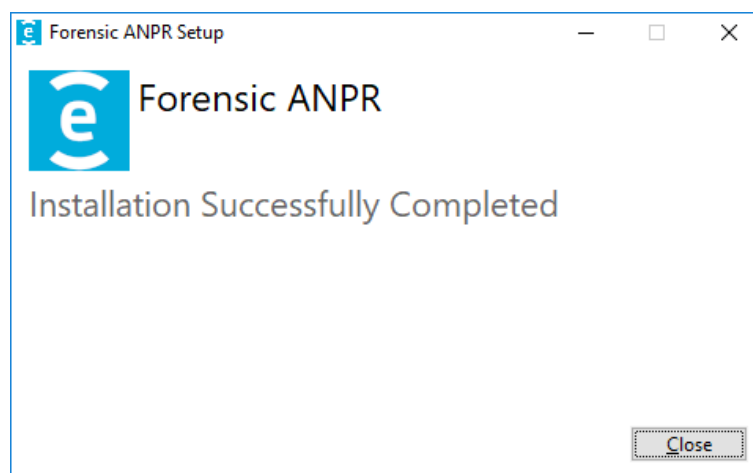 Forensic ANPR Setup
e
Forensic ANPR
Installation Successfully Completed
Close